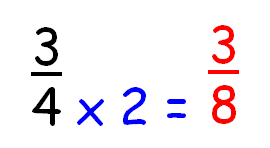 3/4 x 2 = 3/8